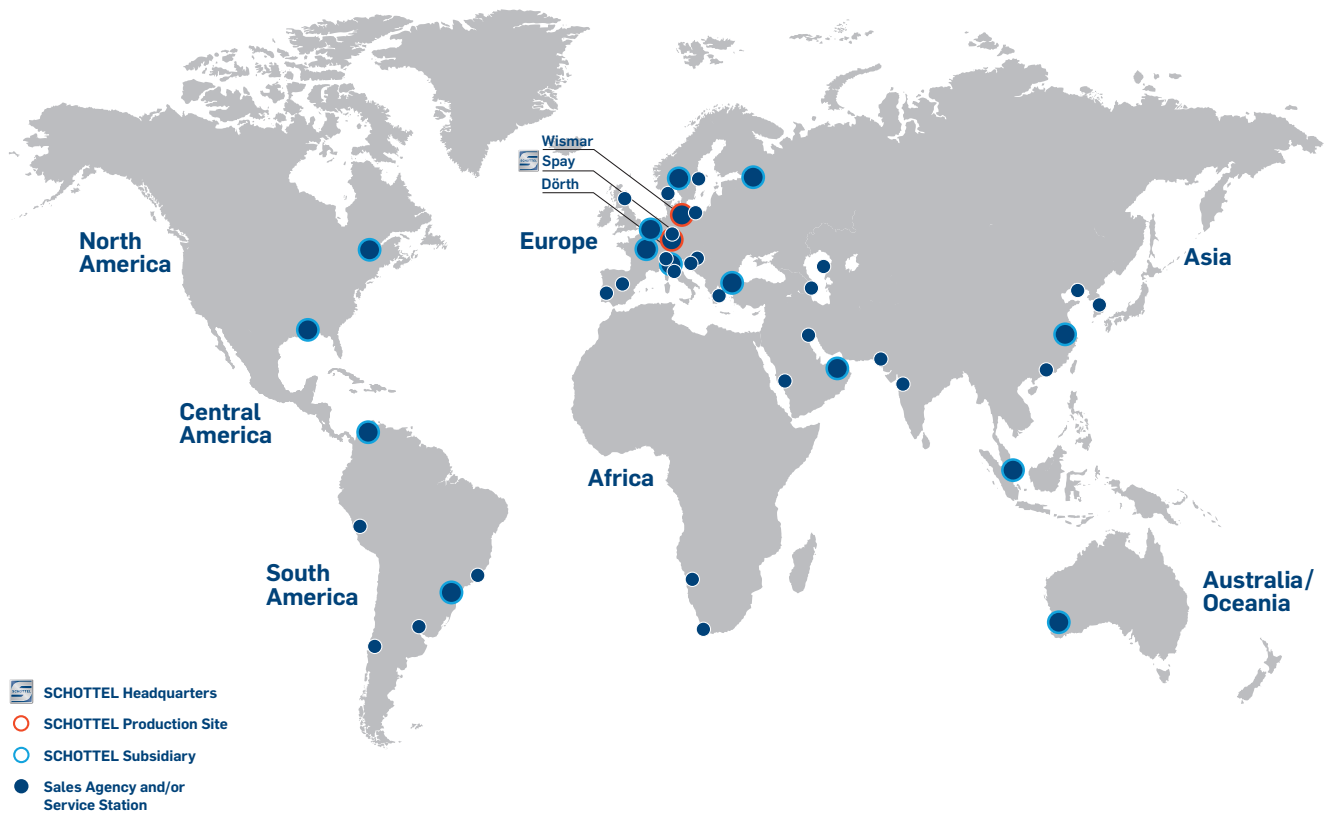 Wismar
Spay
Dörth
North
America
Europe
Asia
Central
America
Africa
South
America
Australia/
Oceania
SCHOTTEL
SCHOTTEL Headquarters
SCHOTTEL Production Site
SCHOTTEL Subsidiary
Sales Agency and/or
Service Station